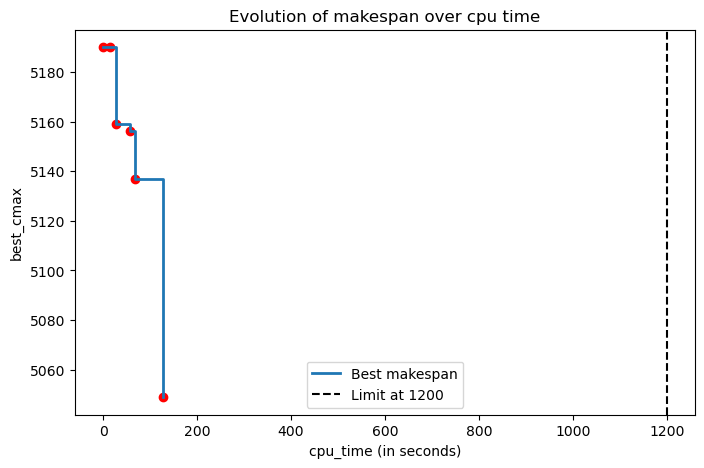 Evolution of makespan over cpu time
best_cmax
5180
5160
5140
5120
5100
5080
5060
Best makespan
Limit at 1200
0
200
400
600
800
1000
1200
cpu_time (in seconds)